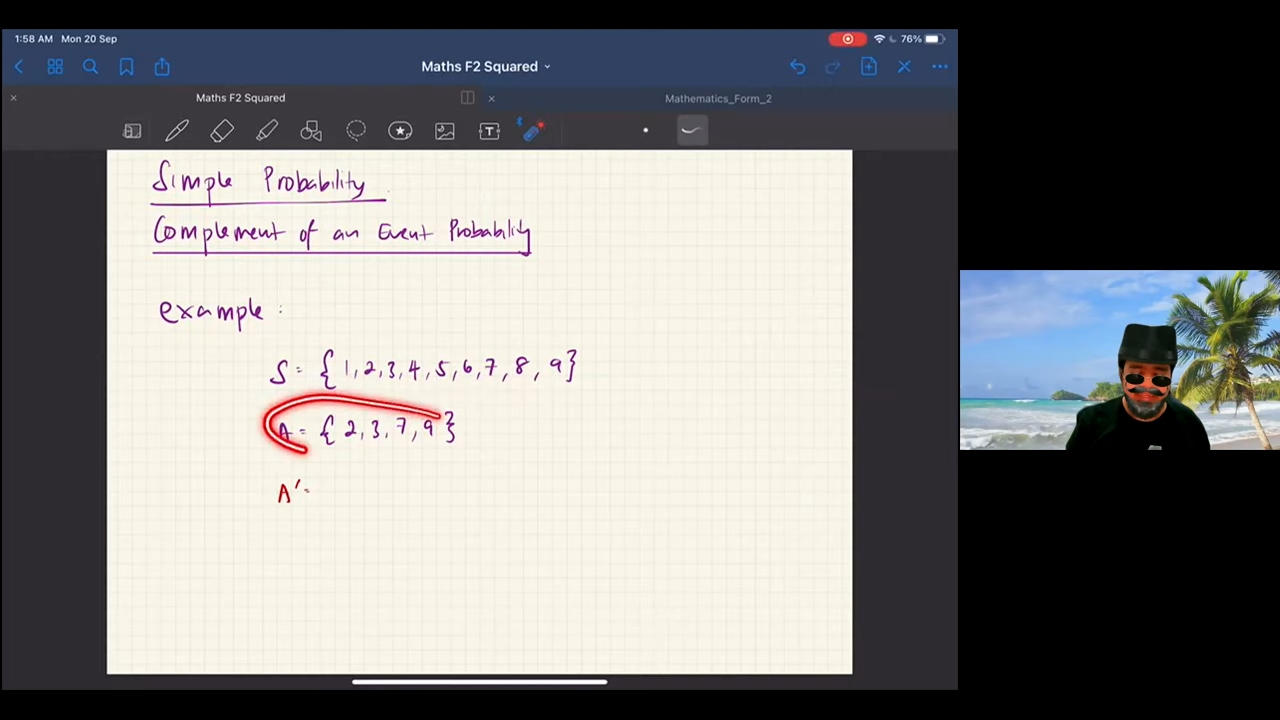 1:58 AM Mon 20 Sep
76%
Maths F2 Squared
Maths F2 Squared
Mathematics_Form_2
T
Simple Probability
Complement of an Event Probability
example :
S = { 1, 2, 3, 4, 5, 6, 7, 8, 9 }
A = { 2, 3, 7, 9 }
A' =